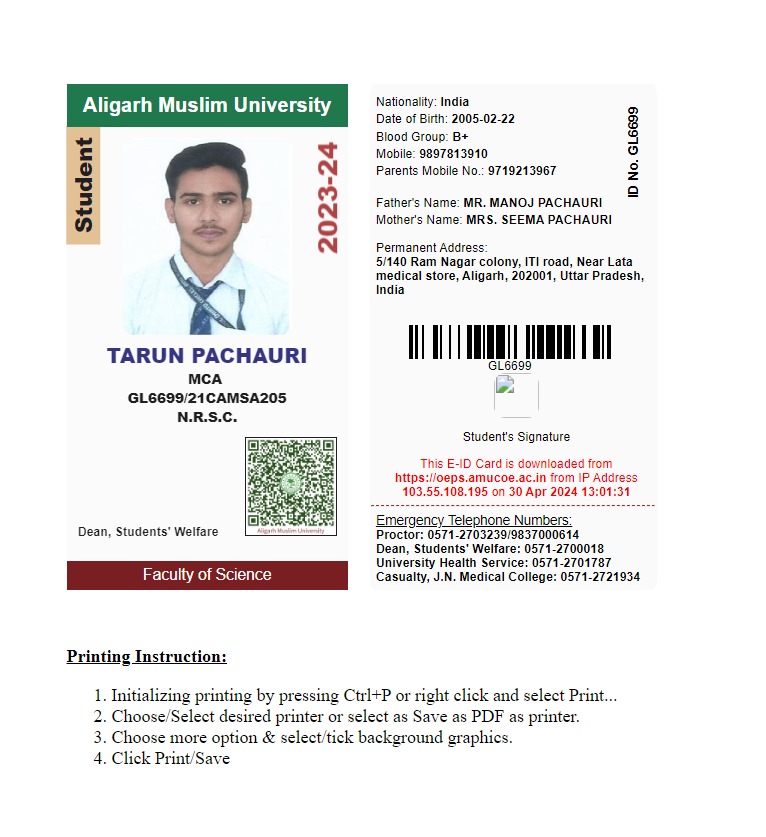 Aligarh Muslim University
Student
2023-24
TARUN PACHAURI
MCA
GL6699/21CAMSA205
N.R.S.C.
Aligarh Muslim University
Dean, Students' Welfare
Faculty of Science
Nationality: India
Date of Birth: 2005-02-22
Blood Group: B+
Mobile: 9897813910
Parents Mobile No.: 9719213967
ID No. GL6699
Father's Name: MR. MANOJ PACHAURI
Mother's Name: MRS. SEEMA PACHAURI
Permanent Address:
5/140 Ram Nagar colony, ITI road, Near Lata
medical store, Aligarh, 202001, Uttar Pradesh,
India
GL6699
Student's Signature
This E-ID Card is downloaded from
https://oeps.amucoe.ac.in from IP Address
103.55.108.195 on 30 Apr 2024 13:01:31
Emergency Telephone Numbers:
Proctor: 0571-2703239/9837000614
Dean, Students' Welfare: 0571-2700018
University Health Service: 0571-2701787
Casualty, J.N. Medical College: 0571-2721934
Printing Instruction:
1. Initializing printing by pressing Ctrl+P or right click and select Print...
2. Choose/Select desired printer or select as Save as PDF as printer.
3. Choose more option & select/tick background graphics.
4. Click Print/Save